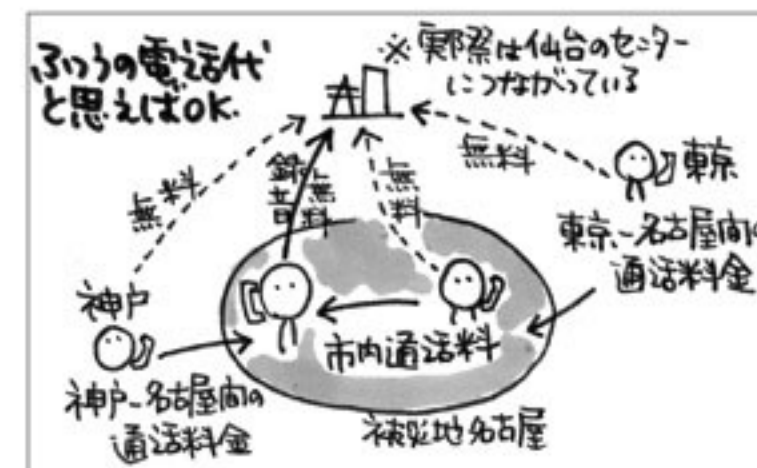 ふつうの電話代
と思えばOK.
※実際は仙台のセンター
につながっている
無料
録音無料
無料
無料
東京
東京-名古屋間の
通話料金
神戸
神戸-名古屋間の
通話料金
市内通話料
被災地名古屋